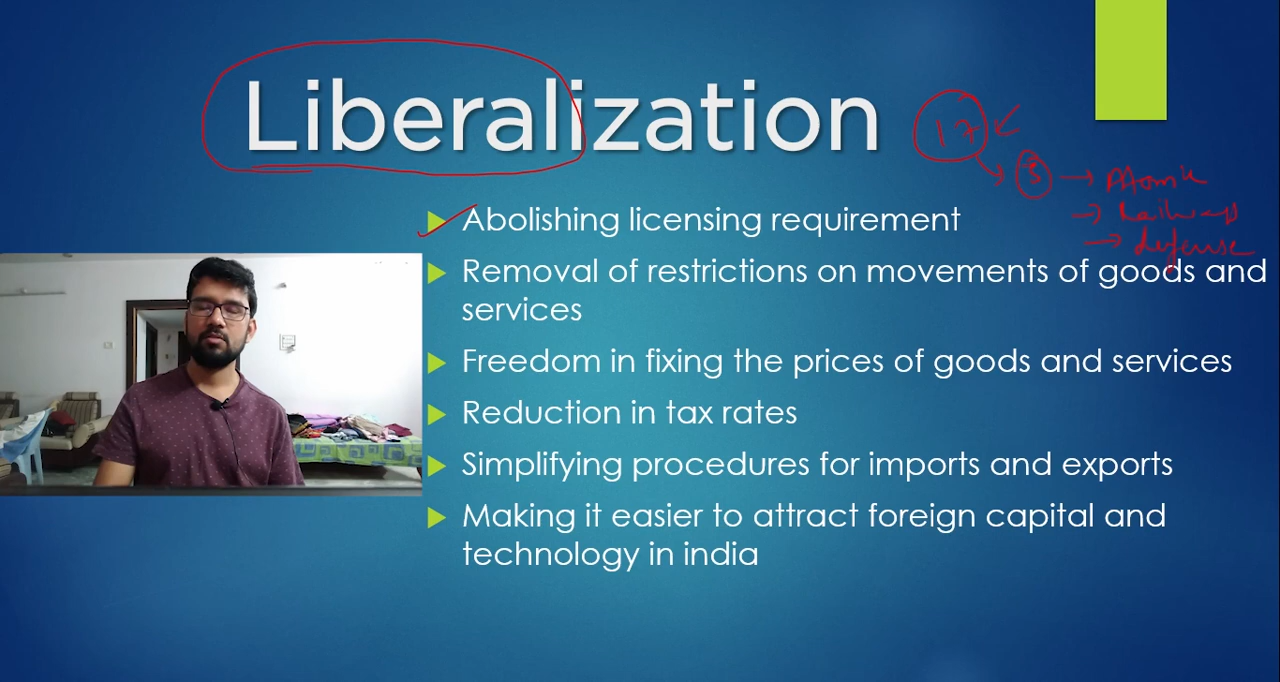 Liberalization
17
3 → Atomic
→ Railways
→ defense
Abolishing licensing requirement
Removal of restrictions on movements of goods and
services
Freedom in fixing the prices of goods and services
Reduction in tax rates
Simplifying procedures for imports and exports
Making it easier to attract foreign capital and
technology in india